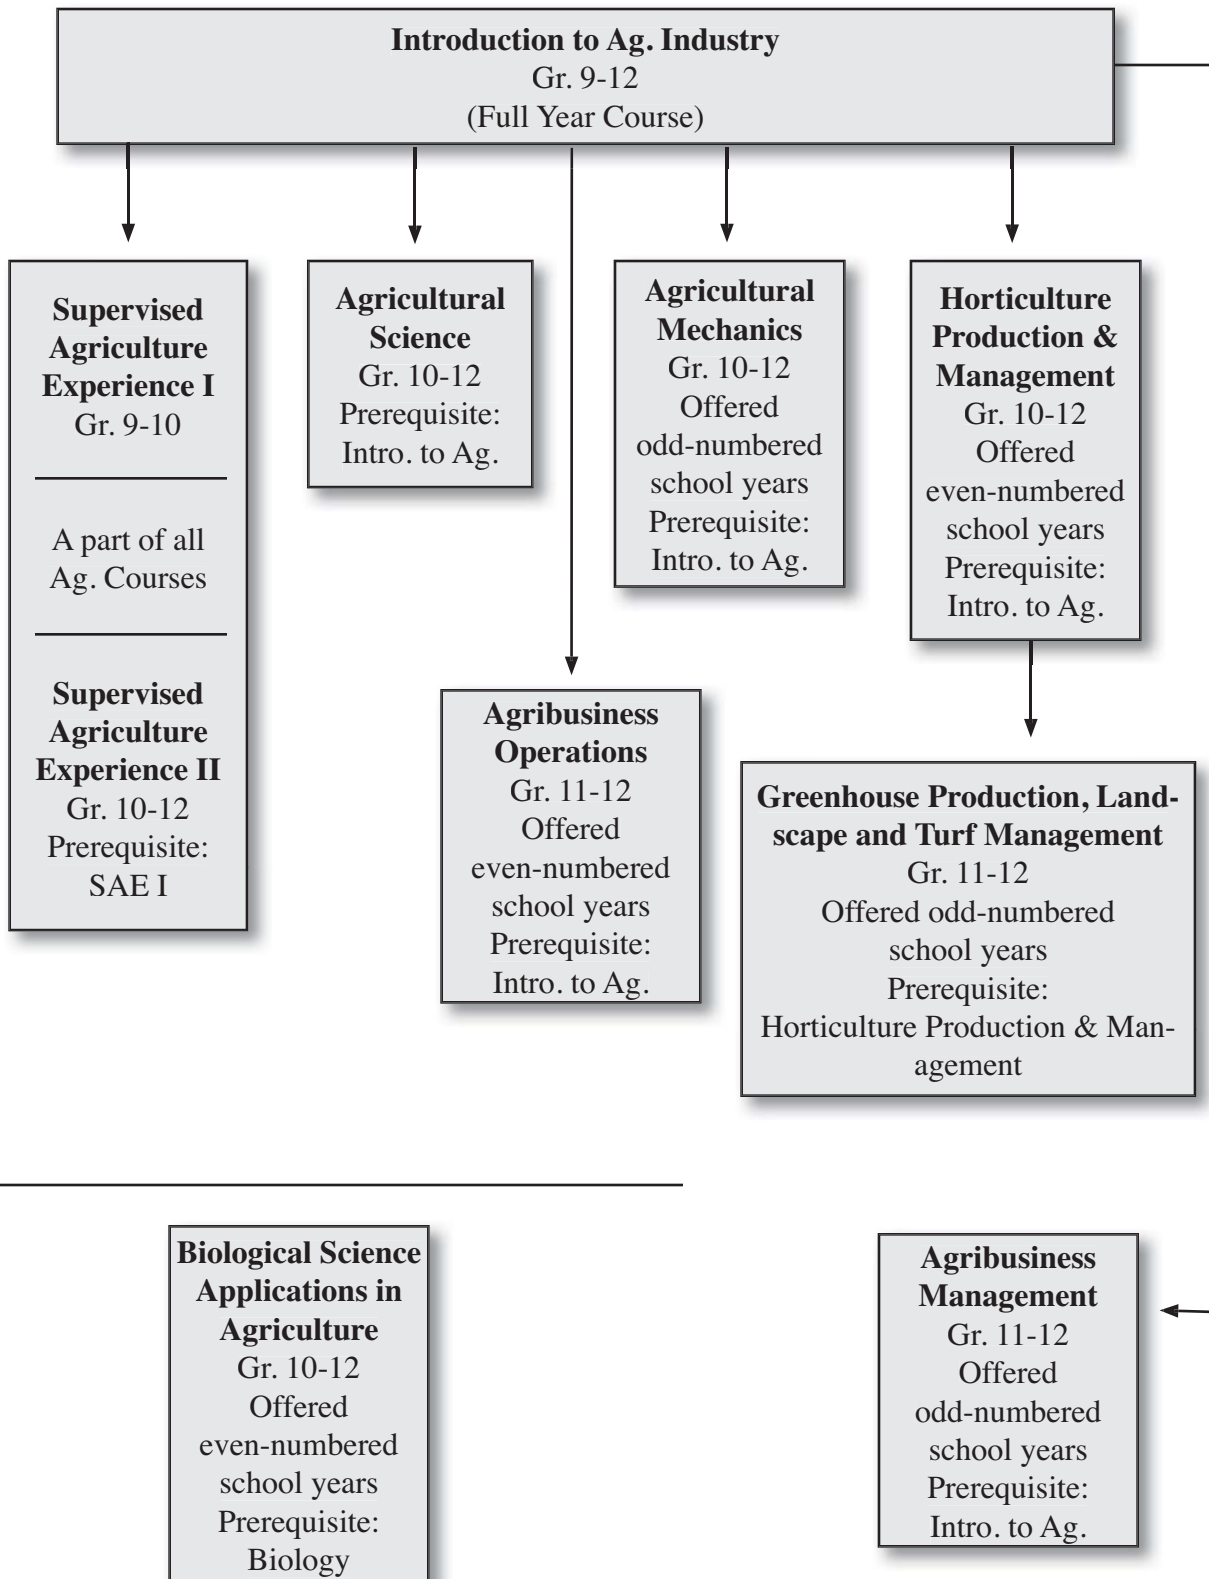 Introduction to Ag. Industry
Gr. 9-12
(Full Year Course)
Supervised
Agriculture
Experience I
Gr. 9-10
A part of all
Ag. Courses
Supervised
Agriculture
Experience II
Gr. 10-12
Prerequisite:
SAE I
Agricultural
Science
Gr. 10-12
Prerequisite:
Intro. to Ag.
Agricultural
Mechanics
Gr. 10-12
Offered
odd-numbered
school years
Prerequisite:
Intro. to Ag.
Horticulture
Production &
Management
Gr. 10-12
Offered
even-numbered
school years
Prerequisite:
Intro. to Ag.
Agribusiness
Operations
Gr. 11-12
Offered
even-numbered
school years
Prerequisite:
Intro. to Ag.
Greenhouse Production, Land-
scape and Turf Management
Gr. 11-12
Offered odd-numbered
school years
Prerequisite:
Horticulture Production & Man-
agement
Biological Science
Applications in
Agriculture
Gr. 10-12
Offered
even-numbered
school years
Prerequisite:
Biology
Agribusiness
Management
Gr. 11-12
Offered
odd-numbered
school years
Prerequisite:
Intro. to Ag.